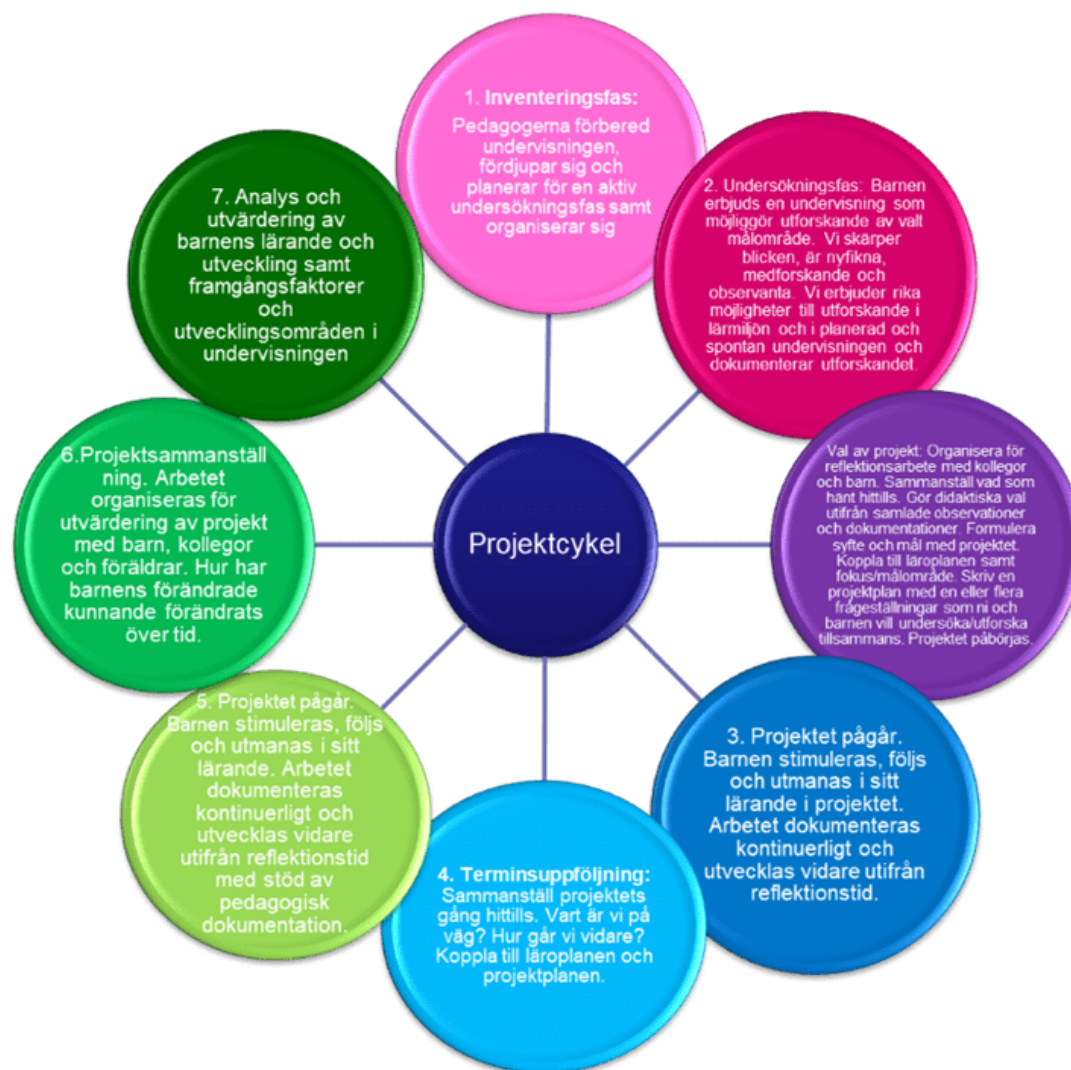 1. Inventeringsfas:
Pedagogerna förbered
undervisningen,
fördjupar sig och
planerar för en aktiv
undersökningsfas samt
organiserar sig
2. Undersökningsfas: Barnen
erbjuds en undervisning som
möjliggör utforskande av valt
målområde. Vi skärper
blicken, är nyfikna,
medforskande och
observanta. Vi erbjuder rika
möjligheter till utforskande i
lärmiljön och i planerad och
spontan undervisningen och
dokumenterar utforskandet.
Val av projekt: Organisera för
reflektionsarbete med kollegor
och barn. Sammanställ vad som
hänt hittills. Gör didaktiska val
utifrån samlade observationer
och dokumentationer. Formulera
syfte och mål med projektet.
Koppla till läroplanen samt
fokus/målområde. Skriv en
projektplan med en eller flera
frågeställningar som ni och
barnen vill undersöka/utforska
tillsammans. Projektet påbörjas.
3. Projektet pågår.
Barnen stimuleras, följs
och utmanas i sitt
lärande i projektet.
Arbetet dokumenteras
kontinuerligt och
utvecklas vidare utifrån
reflektionstid.
4. Terminsuppföljning:
Sammanställ projektets
gång hittills. Vart är vi på
väg? Hur går vi vidare?
Koppla till läroplanen och
projektplanen.
5. Projektet pågår.
Barnen stimuleras, följs
och utmanas i sitt
lärande. Arbetet
dokumenteras
kontinuerligt och
utvecklas vidare
utifrån reflektionstid
med stöd av
pedagogisk
dokumentation.
6.Projektsammanställ
ning. Arbetet
organiseras för
utvärdering av projekt
med barn, kollegor
och föräldrar. Hur har
barnens förändrade
kunnande förändrats
över tid.
7. Analys och
utvärdering av
barnens lärande och
utveckling samt
framgångsfaktorer
och
utvecklingsområden i
undervisningen
Projektcykel